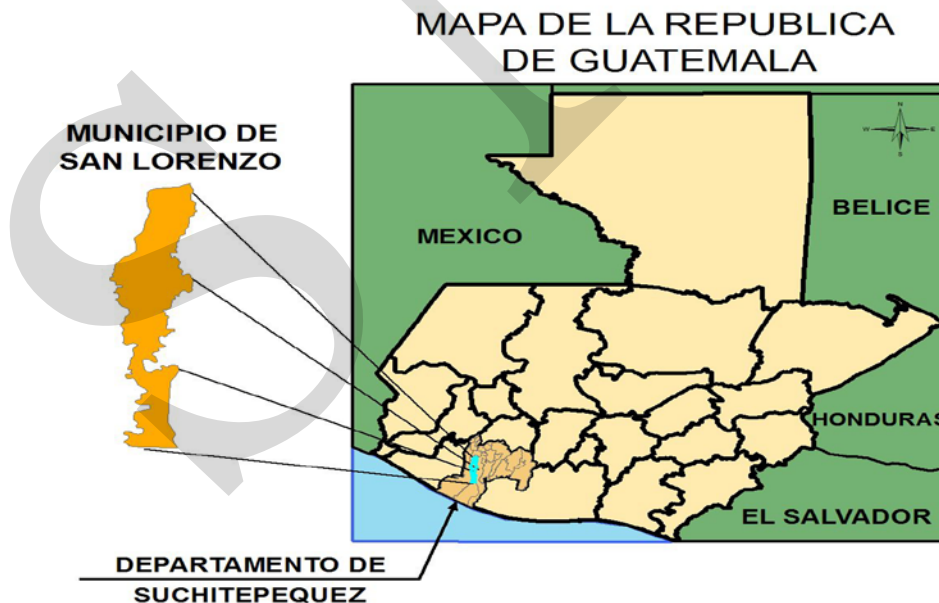 MAPA DE LA REPUBLICA
DE GUATEMALA
MUNICIPIO DE
SAN LORENZO
N
W
E
S
BELICE
MEXICO
HONDURAS
EL SALVADOR
DEPARTAMENTO DE
SUCHITEPEQUEZ